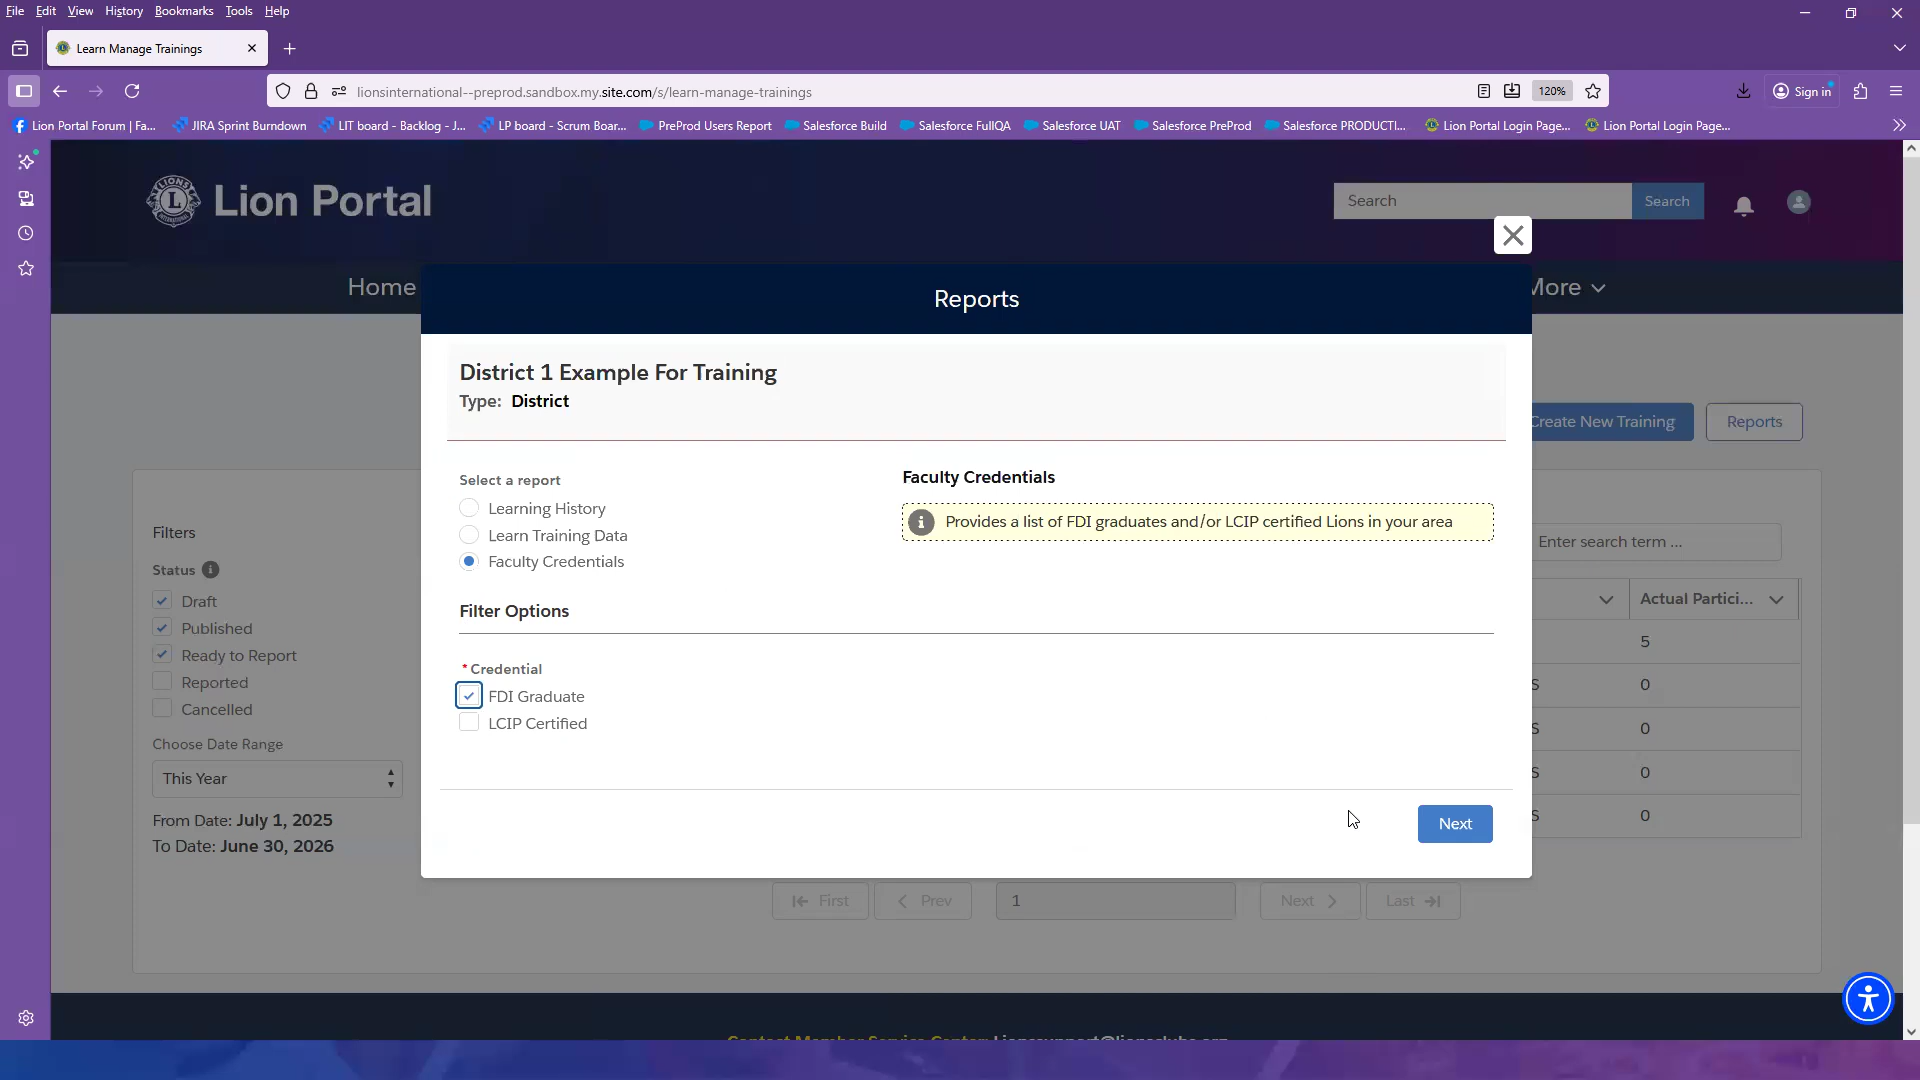 File Edit View History Bookmarks Tools Help
Learn Manage Trainings
lionsinternational--preprod.sandbox.my.site.com/s/learn-manage-trainings
120%
Sign in
Lion Portal Forum | Fa...
JIRA Sprint Burndown
LIT board - Backlog - J...
LP board - Scrum Boar...
PreProd Users Report
Salesforce Build
Salesforce FullQA
Salesforce UAT
Salesforce PreProd
Salesforce PRODUCTI...
Lion Portal Login Page...
Lion Portal Login Page...
Lion Portal
Search
Search
Home
More
Reports
District 1 Example For Training
Type: District
Create New Training
Reports
Select a report
Learning History
Learn Training Data
Faculty Credentials
Faculty Credentials
Provides a list of FDI graduates and/or LCIP certified Lions in your area
Filter Options
* Credential
FDI Graduate
LCIP Certified
Next
Filters
Status
Draft
Published
Ready to Report
Reported
Cancelled
Choose Date Range
This Year
From Date: July 1, 2025
To Date: June 30, 2026
Enter search term ...
Actual Partici...
5
S 0
S 0
S 0
S 0
First
Prev
1
Next
Last